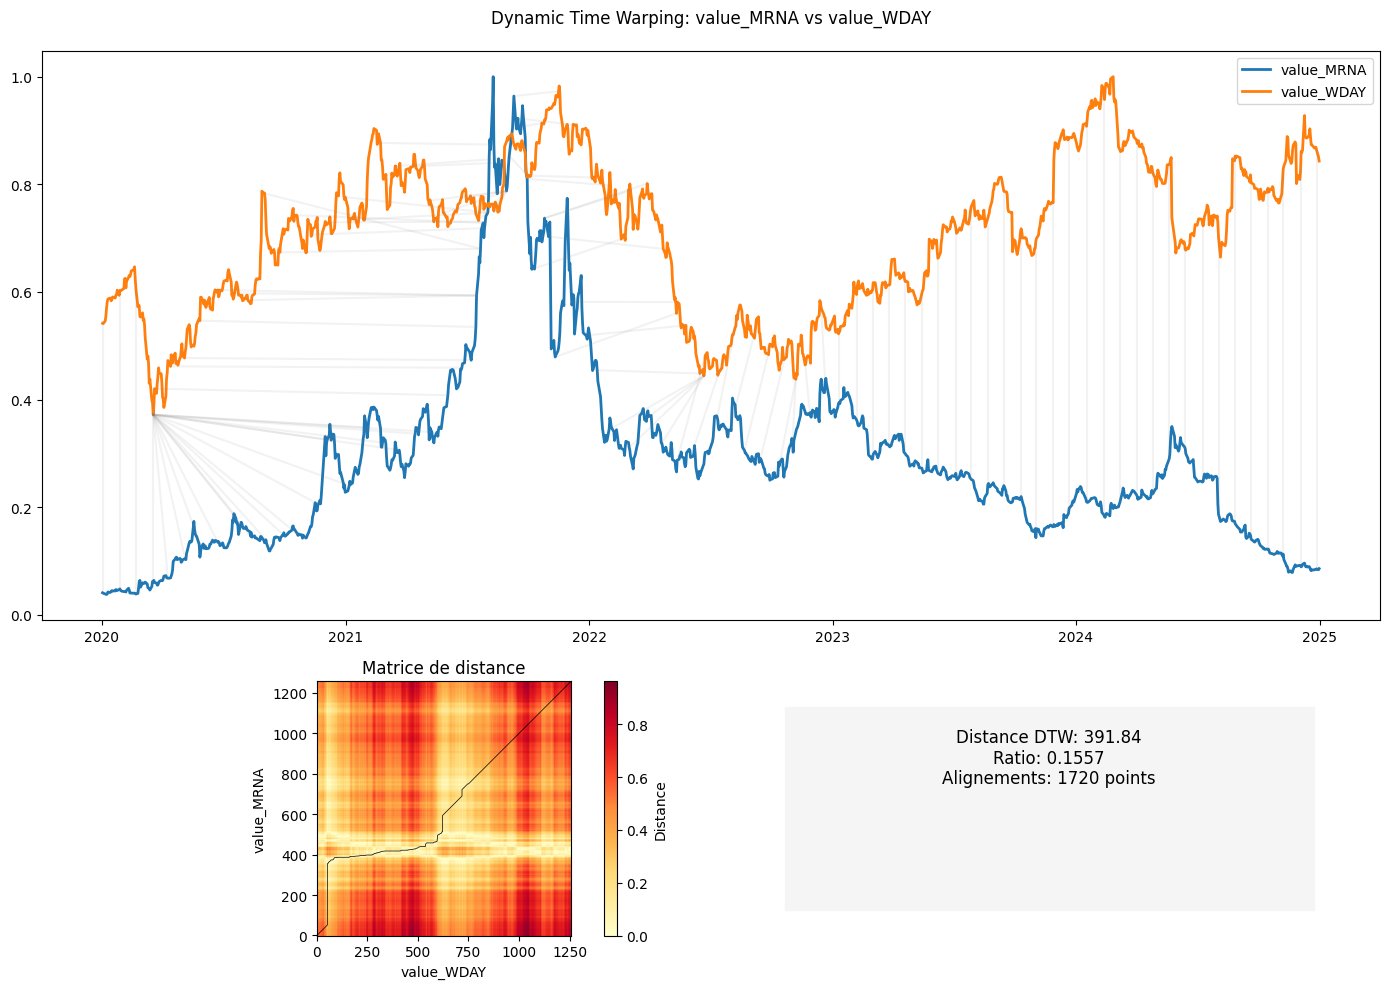 Dynamic Time Warping: value_MRNA vs value_WDAY
value_MRNA
value_WDAY
1.0
0.8
0.6
0.4
0.2
0.0
2020 2021 2022 2023 2024 2025
Matrice de distance
value_MRNA
1200
1000
800
600
400
200
0
0 250 500 750 1000 1250
value_WDAY
0.8
0.6
0.4
0.2
0.0
Distance
Distance DTW: 391.84
Ratio: 0.1557
Alignements: 1720 points